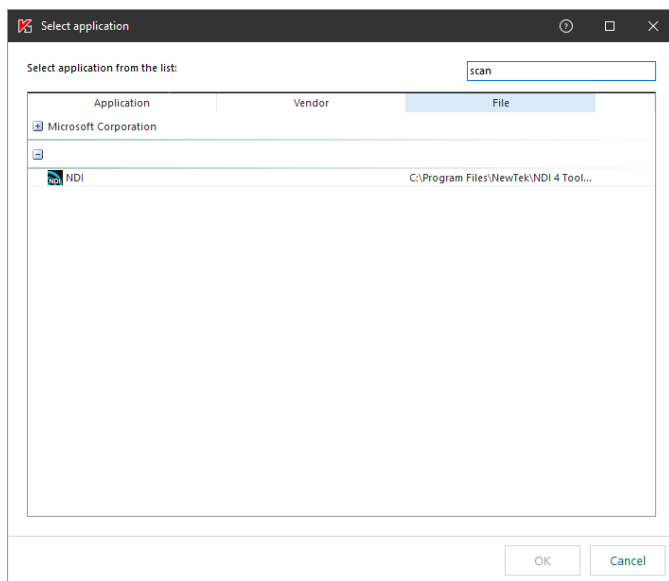 Select application
Select application from the list:
scan
Application Vendor File
Microsoft Corporation
NDI NDI C:\Program Files\NewTek\NDI 4 Tool...
OK Cancel